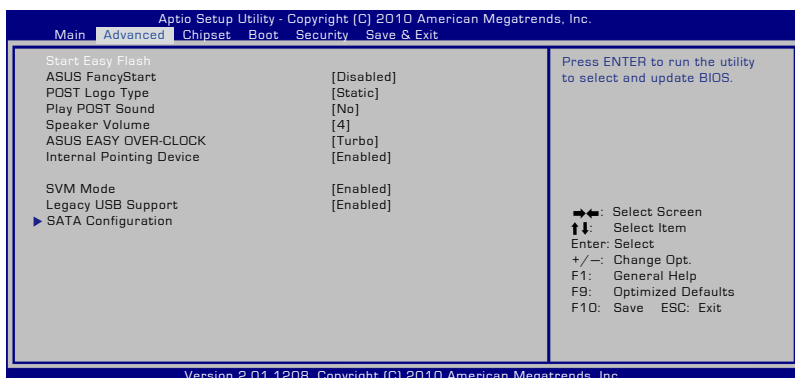 Aptio Setup Utility - Copyright (C) 2010 American Megatrends, Inc.
Main Advanced Chipset Boot Security Save & Exit
Start Easy Flash
ASUS FancyStart [Disabled]
POST Logo Type [Static]
Play POST Sound [No]
Speaker Volume [4]
ASUS EASY OVER-CLOCK [Turbo]
Internal Pointing Device [Enabled]
SVM Mode [Enabled]
Legacy USB Support [Enabled]
SATA Configuration
Press ENTER to run the utility
to select and update BIOS.
→←: Select Screen
↑↓: Select Item
Enter: Select
+/—: Change Opt.
F1: General Help
F9: Optimized Defaults
F10: Save ESC: Exit
Version 2.01.1208. Copyright (C) 2010 American Megatrends, Inc.